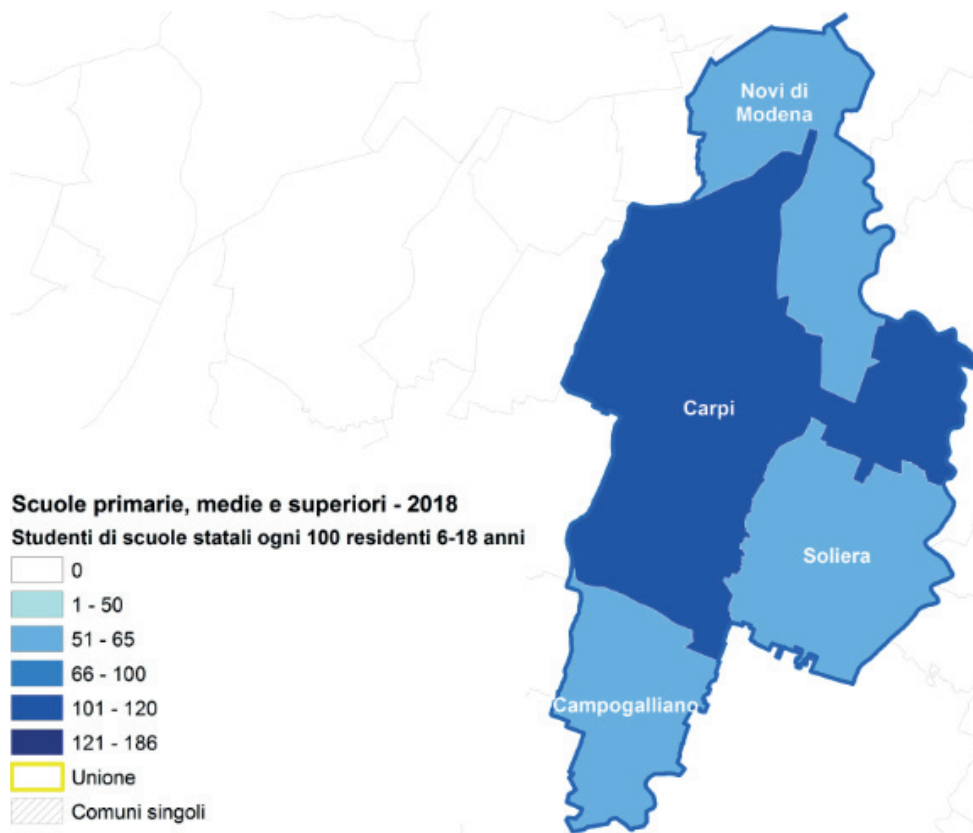 Novi di
Modena
Carpi
Soliera
Campogalliano
Scuole primarie, medie e superiori - 2018
Studenti di scuole statali ogni 100 residenti 6-18 anni
0
1 - 50
51 - 65
66 - 100
101 - 120
121 - 186
Unione
Comuni singoli